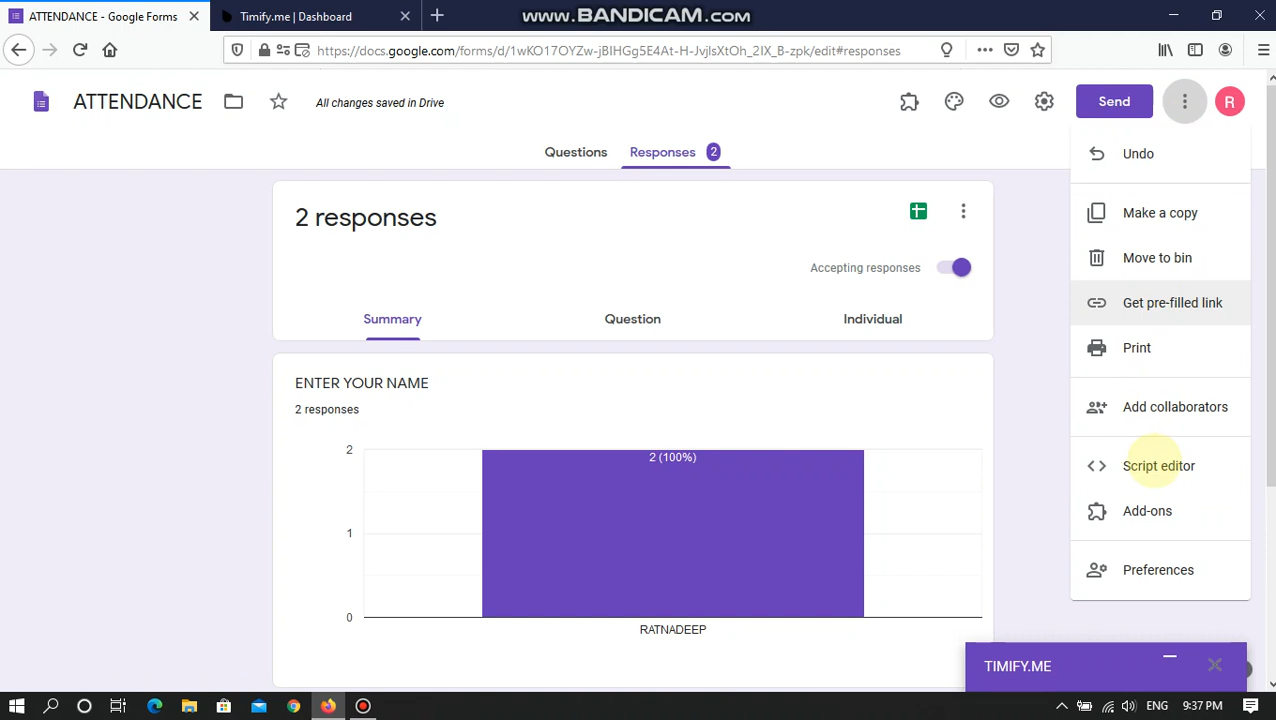 ATTENDANCE - Google Forms
Timify.me | Dashboard
www.BANDICAM.com
https://docs.google.com/forms/d/1wKO17OYZw-jBIHGg5E4At-H-JvjlsXtOh_2IX_B-zpk/edit#responses
ATTENDANCE
All changes saved in Drive
Send
R
Questions
Responses 2
Undo
2 responses
Make a copy
Accepting responses
Move to bin
Get pre-filled link
Summary
Question
Individual
Print
ENTER YOUR NAME
2 responses
Add collaborators
2
2 (100%)
Script editor
Add-ons
1
Preferences
0
RATNADEEP
TIMIFY.ME
ENG
9:37 PM